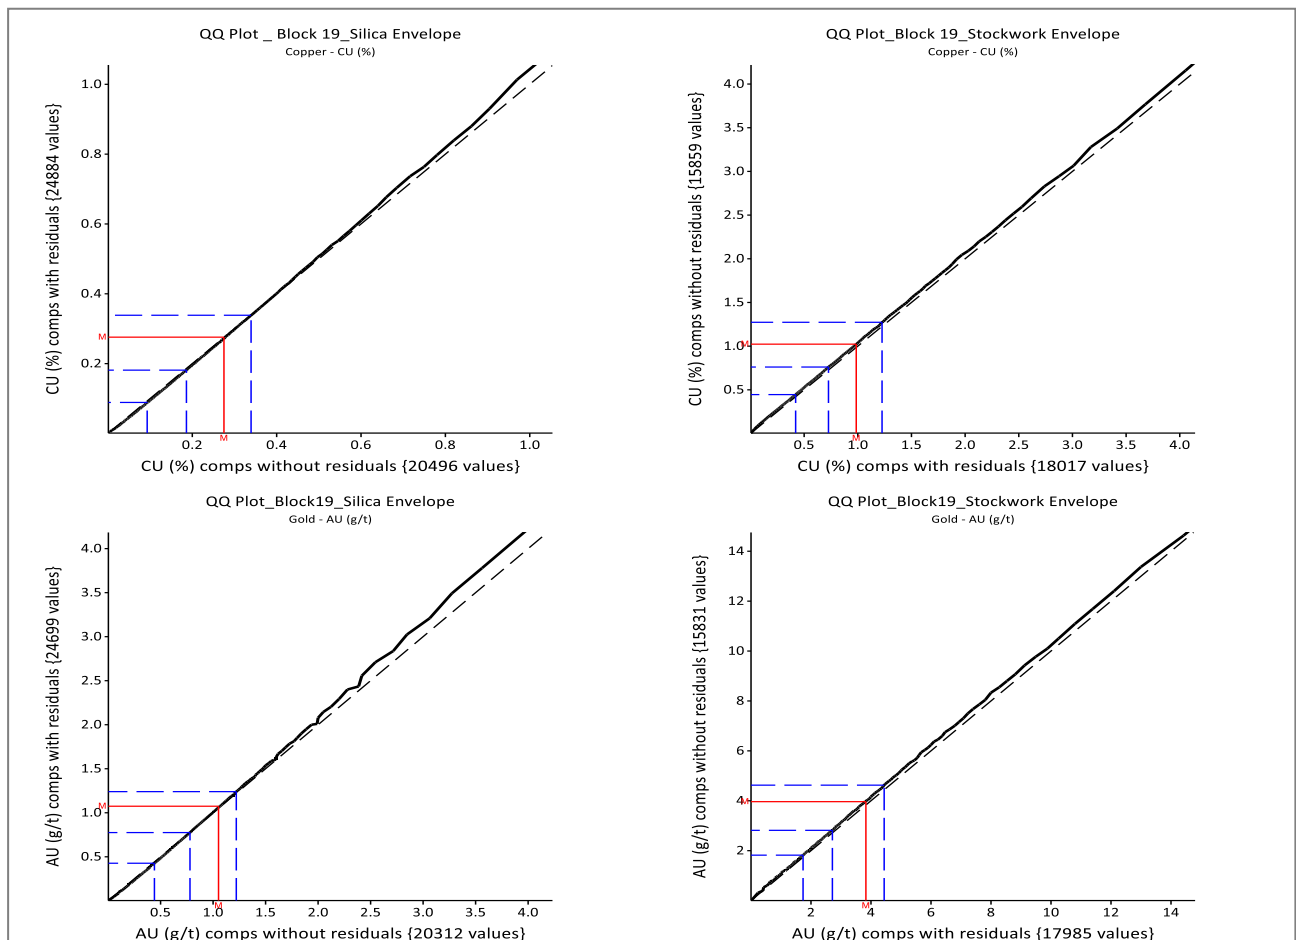 QQ Plot _ Block 19_Silica Envelope
Copper - CU (%)
CU (%) comps with residuals {24884 values}
1.0
0.8
0.6
0.4
0.2
M
0.2
0.4
0.6
0.8
1.0
M
CU (%) comps without residuals {20496 values}
QQ Plot_Block 19_Stockwork Envelope
Copper - CU (%)
CU (%) comps without residuals {15859 values}
4.0
3.5
3.0
2.5
2.0
1.5
1.0
0.5
M
0.5
1.0
1.5
2.0
2.5
3.0
3.5
4.0
M
CU (%) comps with residuals {18017 values}
QQ Plot_Block19_Silica Envelope
Gold - AU (g/t)
AU (g/t) comps with residuals {24699 values}
4.0
3.5
3.0
2.5
2.0
1.5
1.0
0.5
M
0.5
1.0
1.5
2.0
2.5
3.0
3.5
4.0
M
AU (g/t) comps without residuals {20312 values}
QQ Plot_Block19_Stockwork Envelope
Gold - AU (g/t)
AU (g/t) comps without residuals {15831 values}
14
12
10
8
6
4
2
M
2
4
6
8
10
12
14
M
AU (g/t) comps with residuals {17985 values}